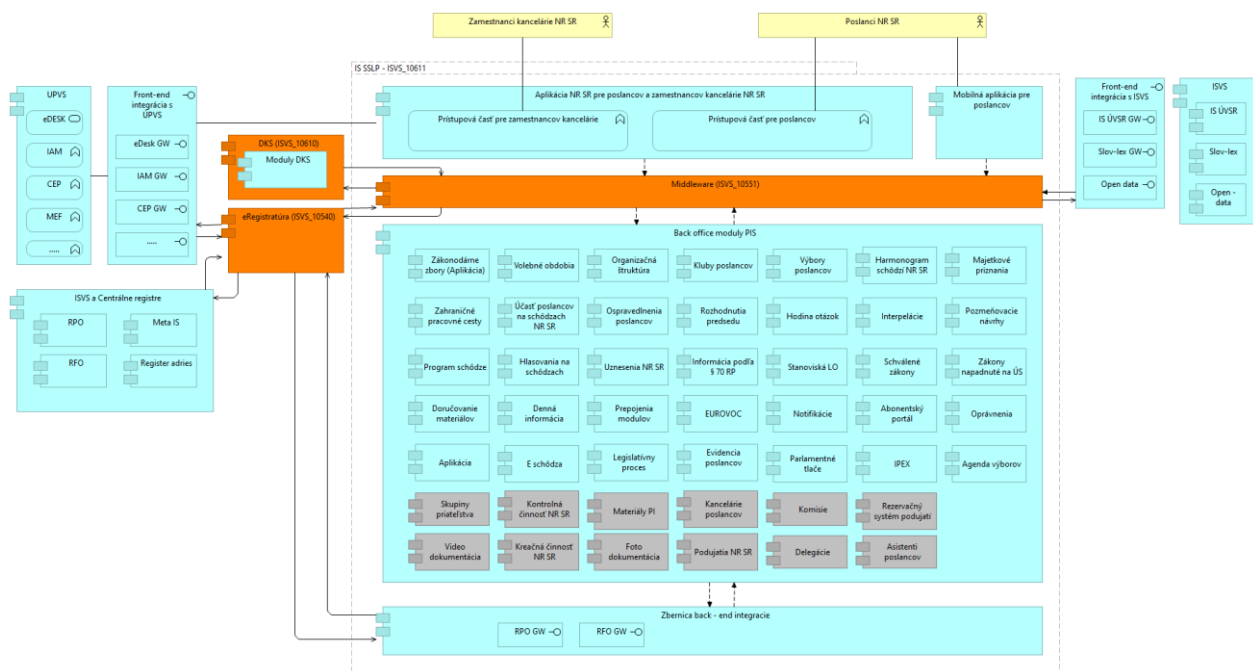 Zamestnanci kancelárie NR SR
Poslanci NR SR
IS SSLP - ISVS_10611
UPVS
eDESK
IAM
CEP
MEF
.....
Front-end
integrácia s
ÚPVS
eDesk GW
IAM GW
CEP GW
.....
Aplikácia NR SR pre poslancov a zamestnancov kancelárie NR SR
Prístupová časť pre zamestnancov kancelárie
Prístupová časť pre poslancov
Mobilná aplikácia pre
poslancov
Front-end
integrácia s ISVS
IS ÚVSR GW
Slov-lex GW
Open data
ISVS
IS ÚVSR
Slov-lex
Open -
data
DKS (ISVS_10610)
Moduly DKS
Middleware (ISVS_10551)
eRegistratúra (ISVS_10540)
ISVS a Centrálne registre
RPO
Meta IS
RFO
Register adries
Back office moduly PIS
Zákonodárne
zbory (Aplikácia)
Volebné obdobia
Organizačná
štruktúra
Kluby poslancov
Výbory
poslancov
Harmonogram
schôdzí NR SR
Majetkové
priznania
Zahraničné
pracovné cesty
Účasť poslancov
na schôdzach
NR SR
Ospravedlnenia
poslancov
Rozhodnutia
predsedu
Hodina otázok
Interpelácie
Pozmeňovacie
návrhy
Program schôdze
Hlasovania na
schôdzach
Uznesenia NR SR
Informácia podľa
§ 70 RP
Stanoviská LO
Schválené
zákony
Zákony
napadnuté na ÚS
Doručovanie
materiálov
Denná
informácia
Prepojenia
modulov
EUROVOC
Notifikácie
Abonentský
portál
Oprávnenia
Aplikácia
E schôdza
Legislatívny
proces
Evidencia
poslancov
Parlamentné
tlače
IPEX
Agenda výborov
Skupiny
priateľstva
Kontrolná
činnosť NR SR
Materiály PI
Kancelárie
poslancov
Komisie
Rezervačný
systém podujatí
Video
dokumentácia
Kreačná činnosť
NR SR
Foto
dokumentácia
Podujatia NR SR
Delegácie
Asistenti
poslancov
Zbernica back - end integracie
RPO GW
RFO GW